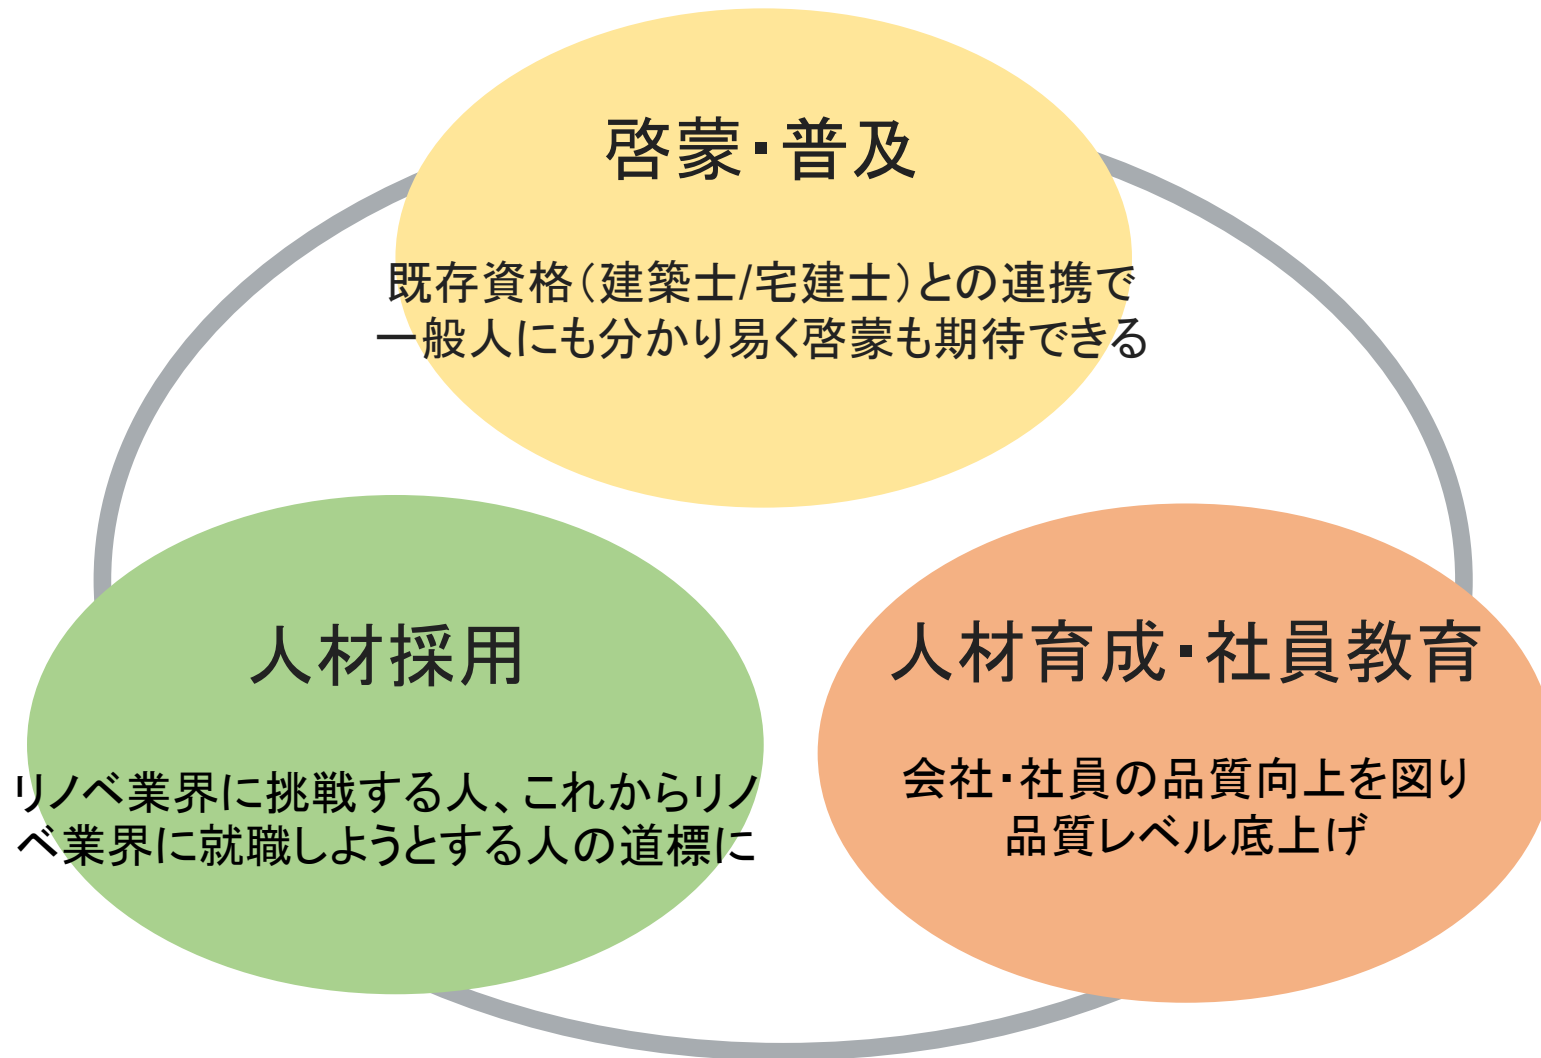 啓蒙・普及
既存資格（建築士/宅建士）との連携で
一般人にも分かり易く啓蒙も期待できる
人材採用
リノベ業界に挑戦する人、これからリノ
ベ業界に就職しようとする人の道標に
人材育成・社員教育
会社・社員の品質向上を図り
品質レベル底上げ